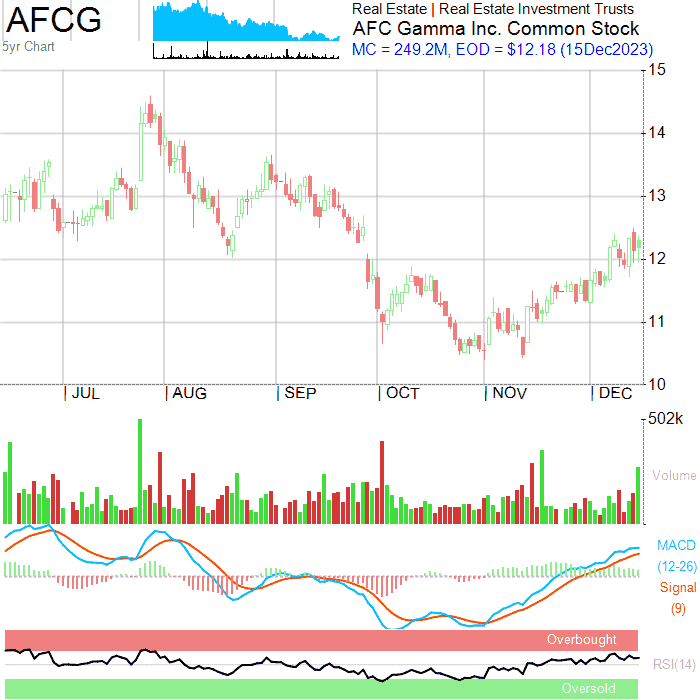 AFCG
5yr Chart
Real Estate | Real Estate Investment Trusts
AFC Gamma Inc. Common Stock
MC = 249.2M, EOD = $12.18 (15Dec2023)
15
14
13
12
11
10
JUL AUG SEP OCT NOV DEC
502k
Volume
MACD
(12-26)
Signal
(9)
Overbought
RSI(14)
Oversold